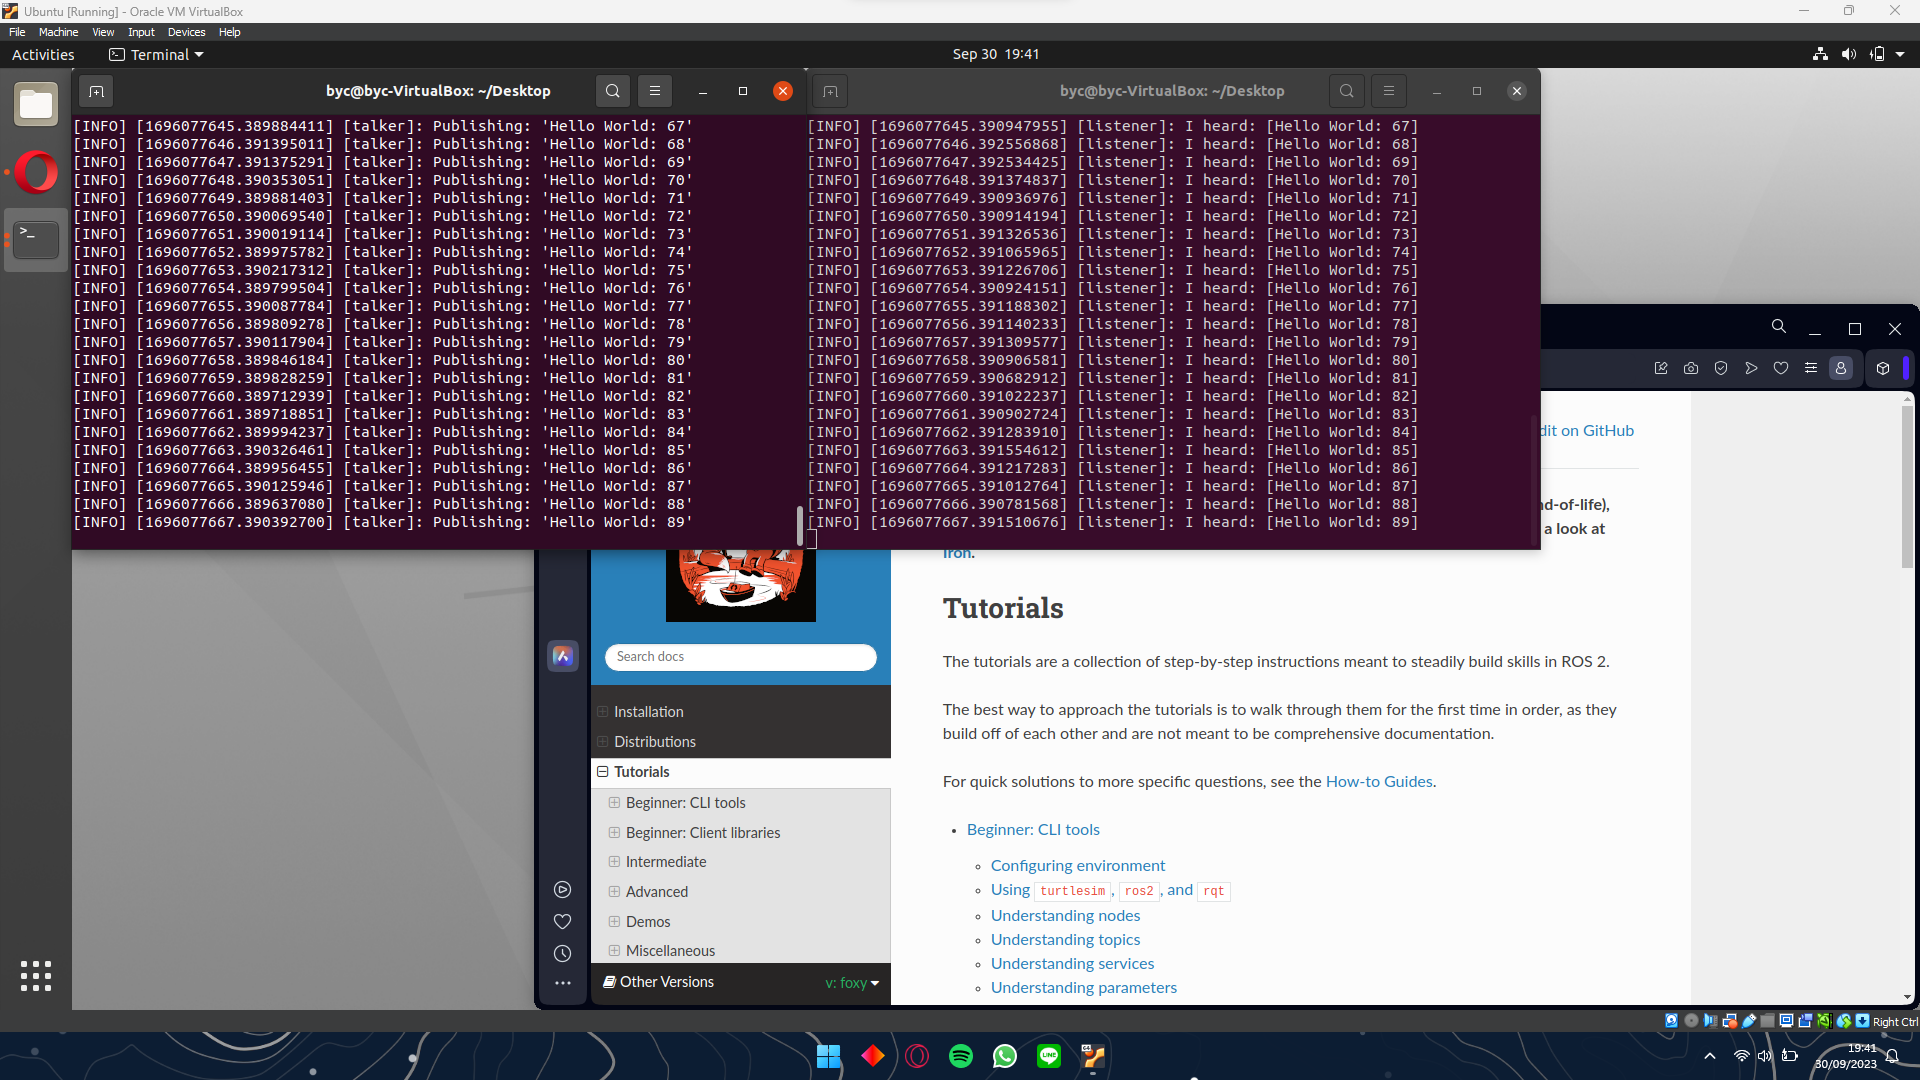 Ubuntu [Running] - Oracle VM VirtualBox
File Machine View Input Devices Help
Activities Terminal Sep 30 19:41
byc@byc-VirtualBox: ~/Desktop
[INFO] [1696077645.389884411] [talker]: Publishing: 'Hello World: 67'
[INFO] [1696077646.391395011] [talker]: Publishing: 'Hello World: 68'
[INFO] [1696077647.391375291] [talker]: Publishing: 'Hello World: 69'
[INFO] [1696077648.390353051] [talker]: Publishing: 'Hello World: 70'
[INFO] [1696077649.389881403] [talker]: Publishing: 'Hello World: 71'
[INFO] [1696077650.390069540] [talker]: Publishing: 'Hello World: 72'
[INFO] [1696077651.390019114] [talker]: Publishing: 'Hello World: 73'
[INFO] [1696077652.389975782] [talker]: Publishing: 'Hello World: 74'
[INFO] [1696077653.390217312] [talker]: Publishing: 'Hello World: 75'
[INFO] [1696077654.389799504] [talker]: Publishing: 'Hello World: 76'
[INFO] [1696077655.390087784] [talker]: Publishing: 'Hello World: 77'
[INFO] [1696077656.389809278] [talker]: Publishing: 'Hello World: 78'
[INFO] [1696077657.390117904] [talker]: Publishing: 'Hello World: 79'
[INFO] [1696077658.389846184] [talker]: Publishing: 'Hello World: 80'
[INFO] [1696077659.389828259] [talker]: Publishing: 'Hello World: 81'
[INFO] [1696077660.389712939] [talker]: Publishing: 'Hello World: 82'
[INFO] [1696077661.389718851] [talker]: Publishing: 'Hello World: 83'
[INFO] [1696077662.389994237] [talker]: Publishing: 'Hello World: 84'
[INFO] [1696077663.390326461] [talker]: Publishing: 'Hello World: 85'
[INFO] [1696077664.389956455] [talker]: Publishing: 'Hello World: 86'
[INFO] [1696077665.390125946] [talker]: Publishing: 'Hello World: 87'
[INFO] [1696077666.389637080] [talker]: Publishing: 'Hello World: 88'
[INFO] [1696077667.390392700] [talker]: Publishing: 'Hello World: 89'
byc@byc-VirtualBox: ~/Desktop
[INFO] [1696077645.390947955] [listener]: I heard: [Hello World: 67]
[INFO] [1696077646.392556868] [listener]: I heard: [Hello World: 68]
[INFO] [1696077647.392534425] [listener]: I heard: [Hello World: 69]
[INFO] [1696077648.391374837] [listener]: I heard: [Hello World: 70]
[INFO] [1696077649.390936976] [listener]: I heard: [Hello World: 71]
[INFO] [1696077650.390914194] [listener]: I heard: [Hello World: 72]
[INFO] [1696077651.391326536] [listener]: I heard: [Hello World: 73]
[INFO] [1696077652.391065965] [listener]: I heard: [Hello World: 74]
[INFO] [1696077653.391226706] [listener]: I heard: [Hello World: 75]
[INFO] [1696077654.390924151] [listener]: I heard: [Hello World: 76]
[INFO] [1696077655.391188302] [listener]: I heard: [Hello World: 77]
[INFO] [1696077656.391140233] [listener]: I heard: [Hello World: 78]
[INFO] [1696077657.391309577] [listener]: I heard: [Hello World: 79]
[INFO] [1696077658.390906581] [listener]: I heard: [Hello World: 80]
[INFO] [1696077659.390682912] [listener]: I heard: [Hello World: 81]
[INFO] [1696077660.391022237] [listener]: I heard: [Hello World: 82]
[INFO] [1696077661.390902724] [listener]: I heard: [Hello World: 83]
[INFO] [1696077662.391283910] [listener]: I heard: [Hello World: 84]
[INFO] [1696077663.391554612] [listener]: I heard: [Hello World: 85]
[INFO] [1696077664.391217283] [listener]: I heard: [Hello World: 86]
[INFO] [1696077665.391012764] [listener]: I heard: [Hello World: 87]
[INFO] [1696077666.390781568] [listener]: I heard: [Hello World: 88]
[INFO] [1696077667.391510676] [listener]: I heard: [Hello World: 89]
dit on GitHub
nd-of-life),
a look at
Iron.
Search docs
Installation
Distributions
Tutorials
Beginner: CLI tools
Beginner: Client libraries
Intermediate
Advanced
Demos
Miscellaneous
Other Versions v: foxy
Tutorials
The tutorials are a collection of step-by-step instructions meant to steadily build skills in ROS 2.
The best way to approach the tutorials is to walk through them for the first time in order, as they
build off of each other and are not meant to be comprehensive documentation.
For quick solutions to more specific questions, see the How-to Guides.
Beginner: CLI tools
Configuring environment
Using turtlesim, ros2, and rqt
Understanding nodes
Understanding topics
Understanding services
Understanding parameters
Right Ctrl
LINE
19:41
30/09/2023